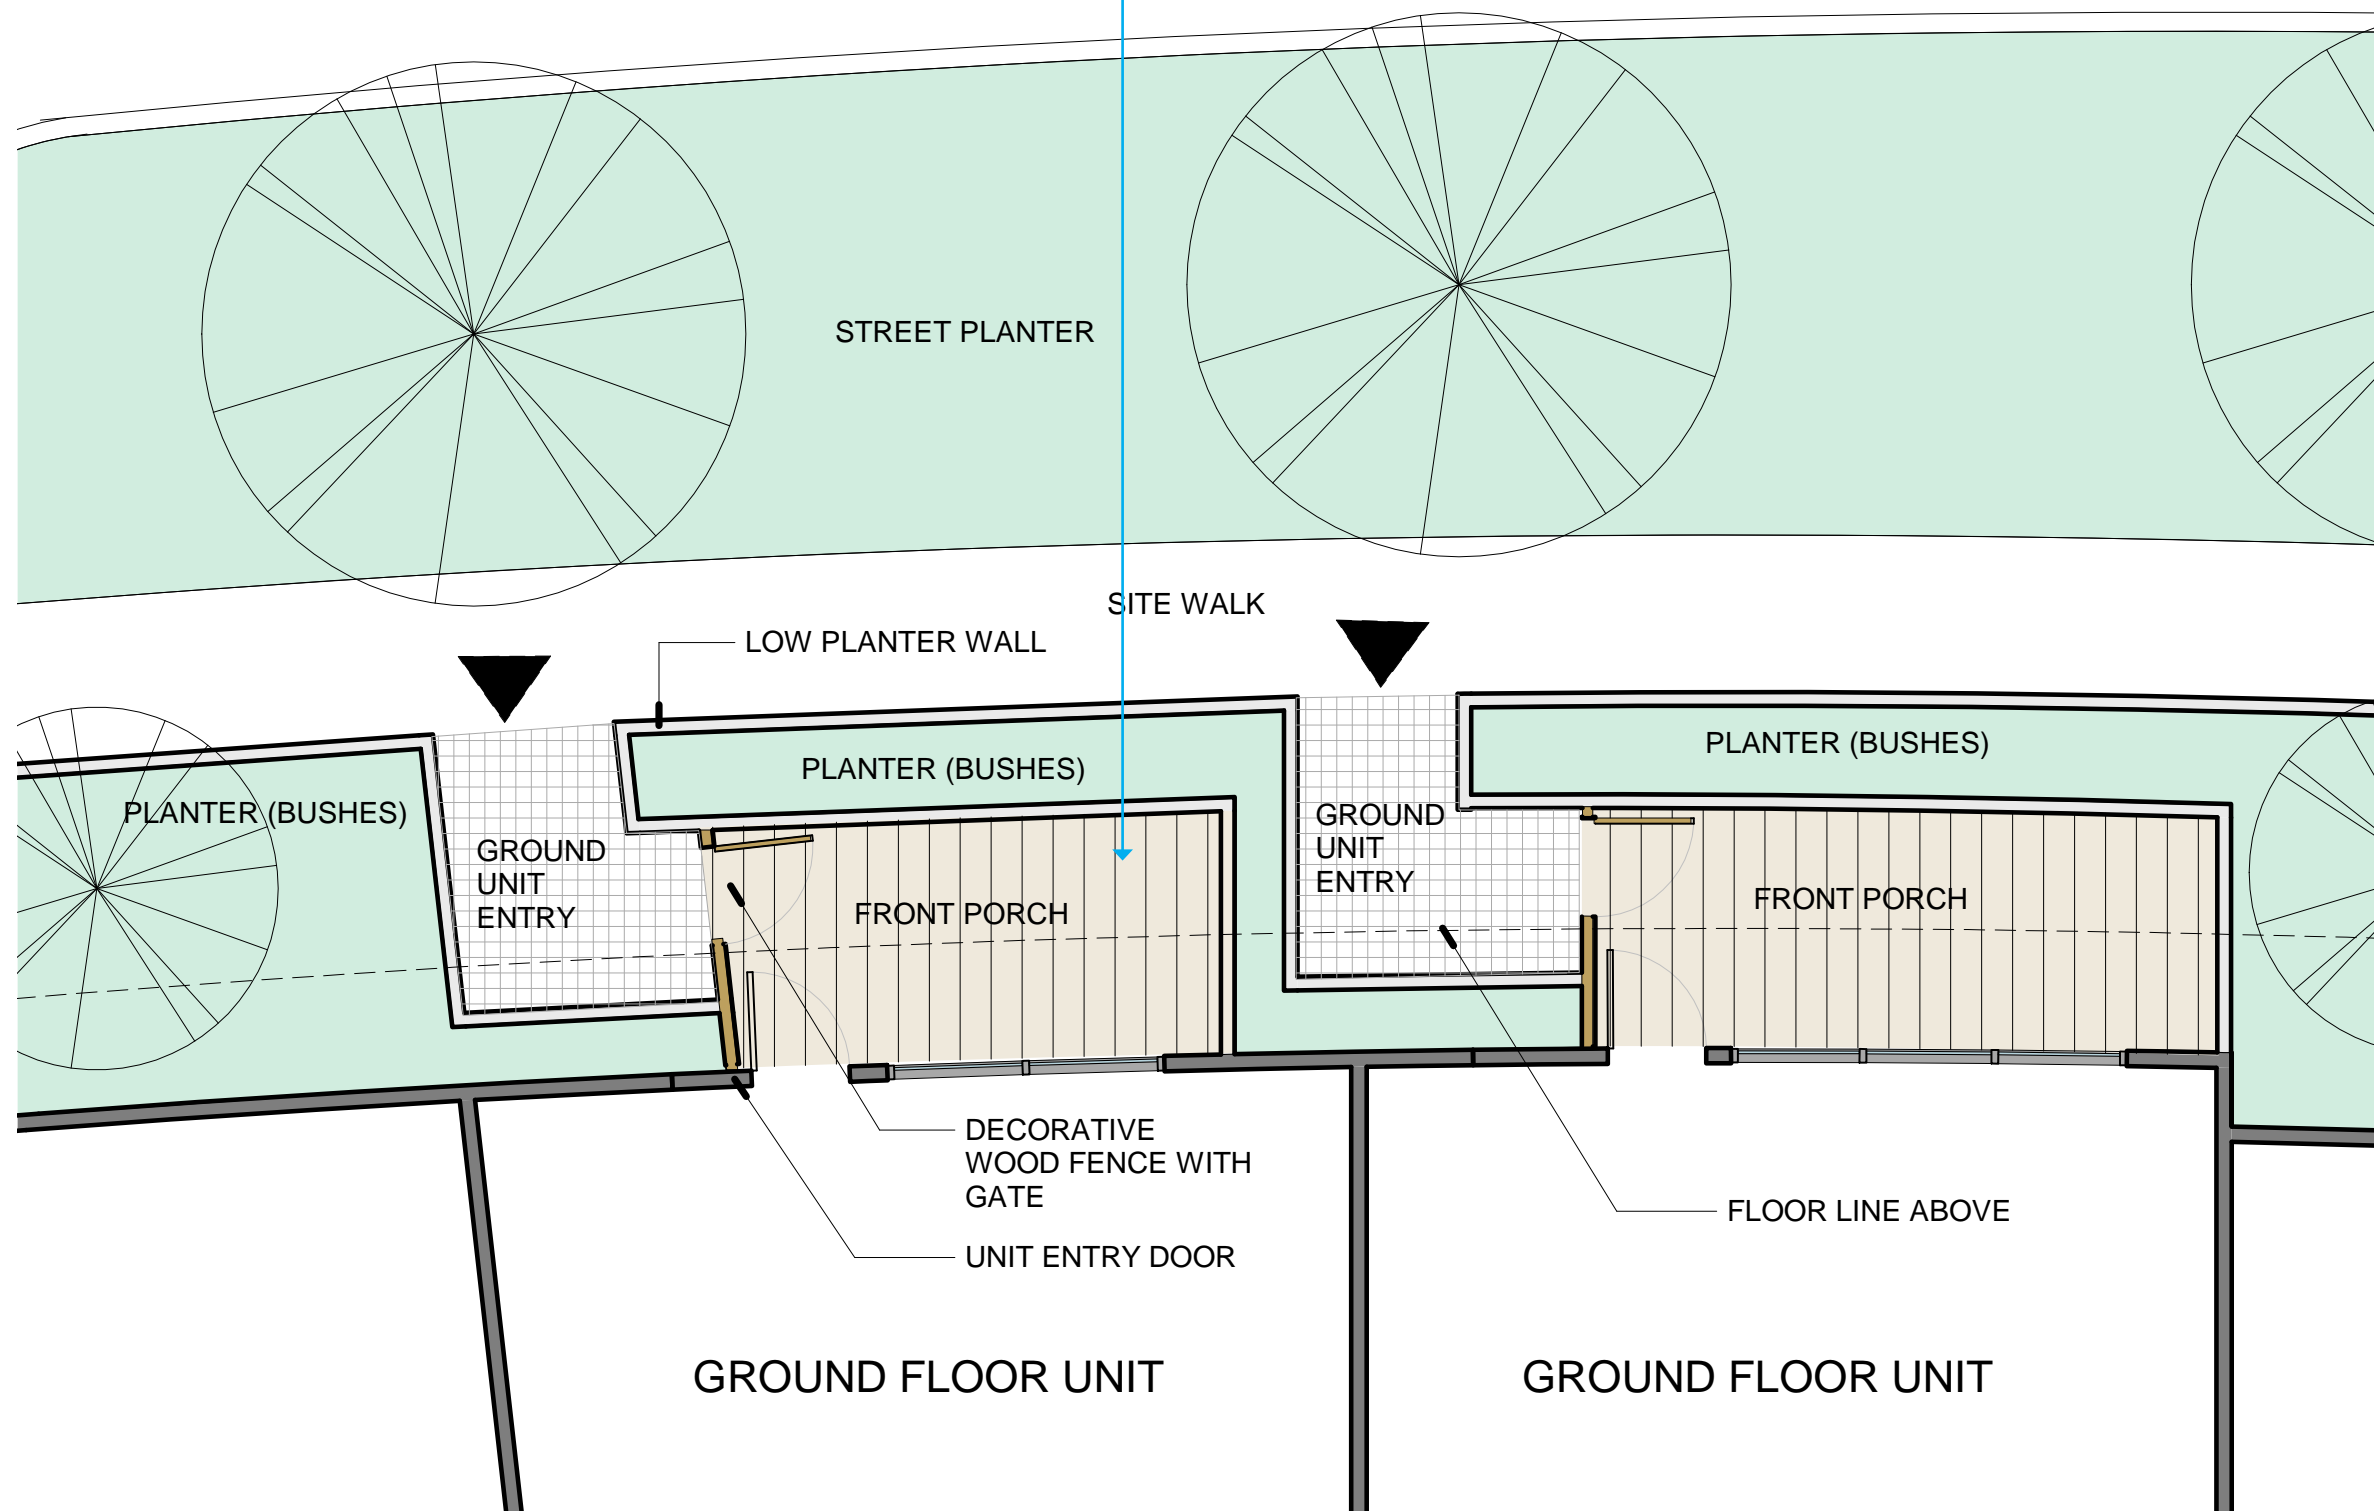 STREET PLANTER
SITE WALK
LOW PLANTER WALL
PLANTER (BUSHES)
PLANTER (BUSHES)
PLANTER (BUSHES)
GROUND
UNIT
ENTRY
GROUND
UNIT
ENTRY
FRONT PORCH
FRONT PORCH
DECORATIVE
WOOD FENCE WITH
GATE
FLOOR LINE ABOVE
UNIT ENTRY DOOR
GROUND FLOOR UNIT
GROUND FLOOR UNIT